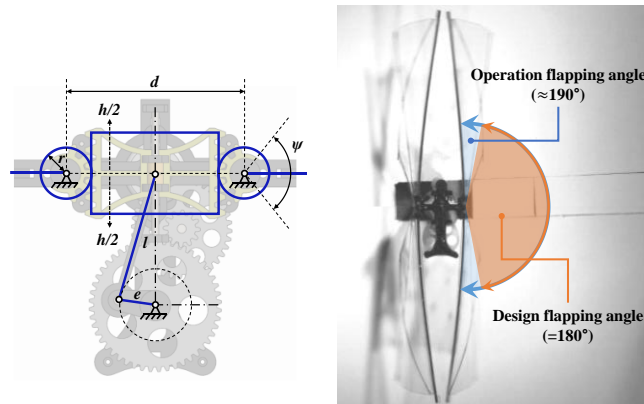 d
h/2
r
ψ
h/2
l
e
Operation flapping angle
(≈190°)
Design flapping angle
(=180°)